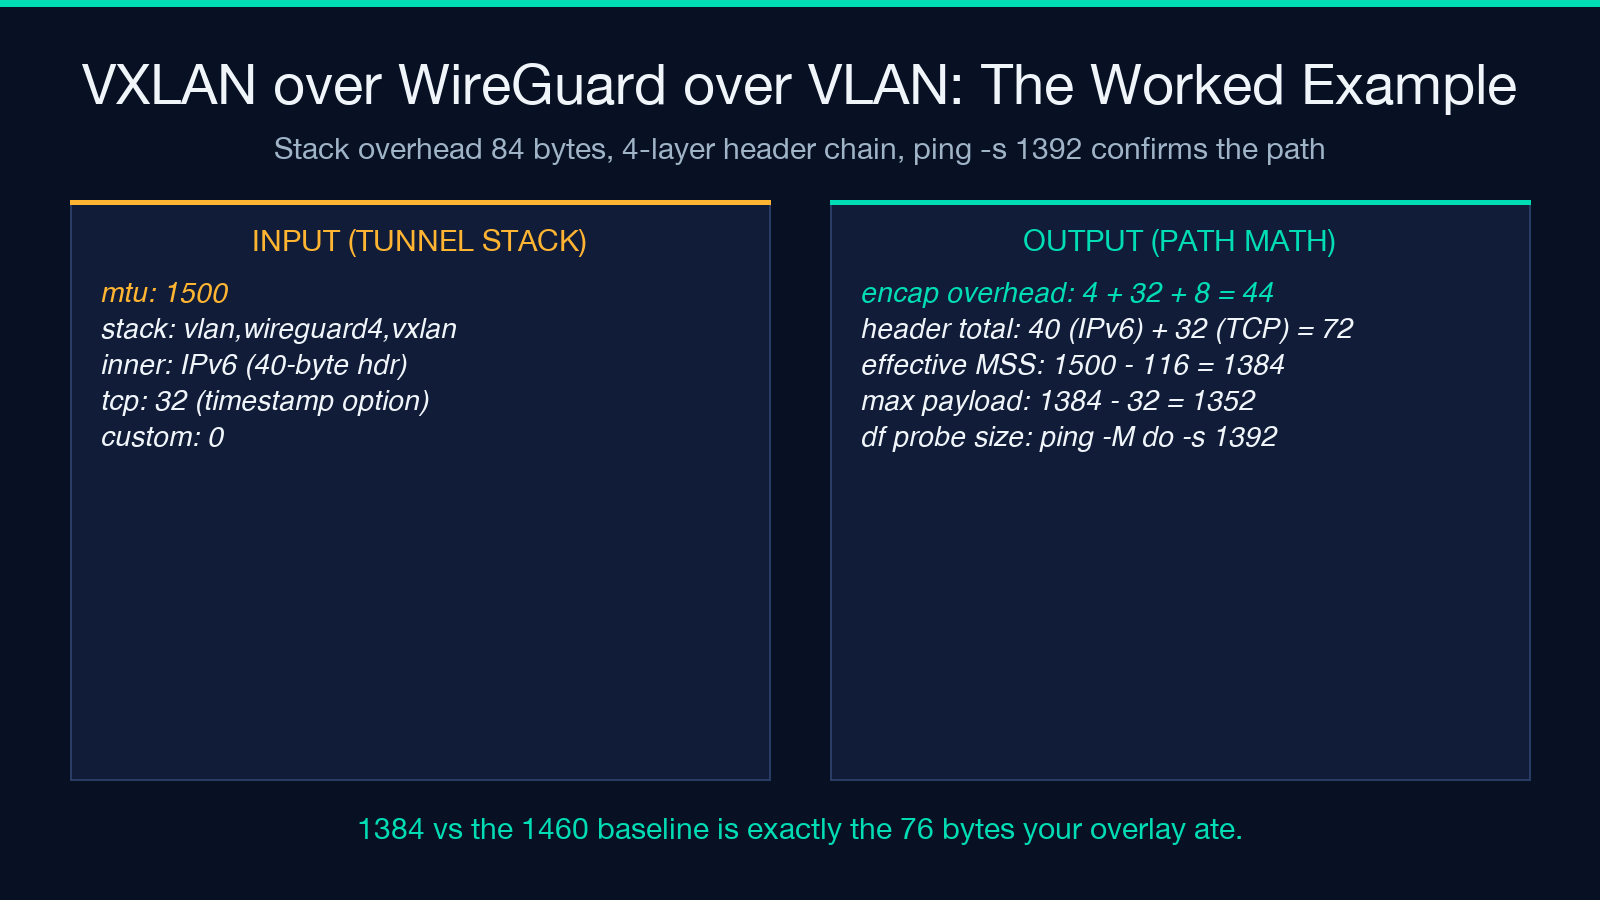 VXLAN over WireGuard over VLAN: The Worked Example
Stack overhead 84 bytes, 4-layer header chain, ping -s 1392 confirms the path
INPUT (TUNNEL STACK)
mtu: 1500
stack: vlan,wireguard4,vxlan
inner: IPv6 (40-byte hdr)
tcp: 32 (timestamp option)
custom: 0
OUTPUT (PATH MATH)
encap overhead: 4 + 32 + 8 = 44
header total: 40 (IPv6) + 32 (TCP) = 72
effective MSS: 1500 - 116 = 1384
max payload: 1384 - 32 = 1352
df probe size: ping -M do -s 1392
1384 vs the 1460 baseline is exactly the 76 bytes your overlay ate.